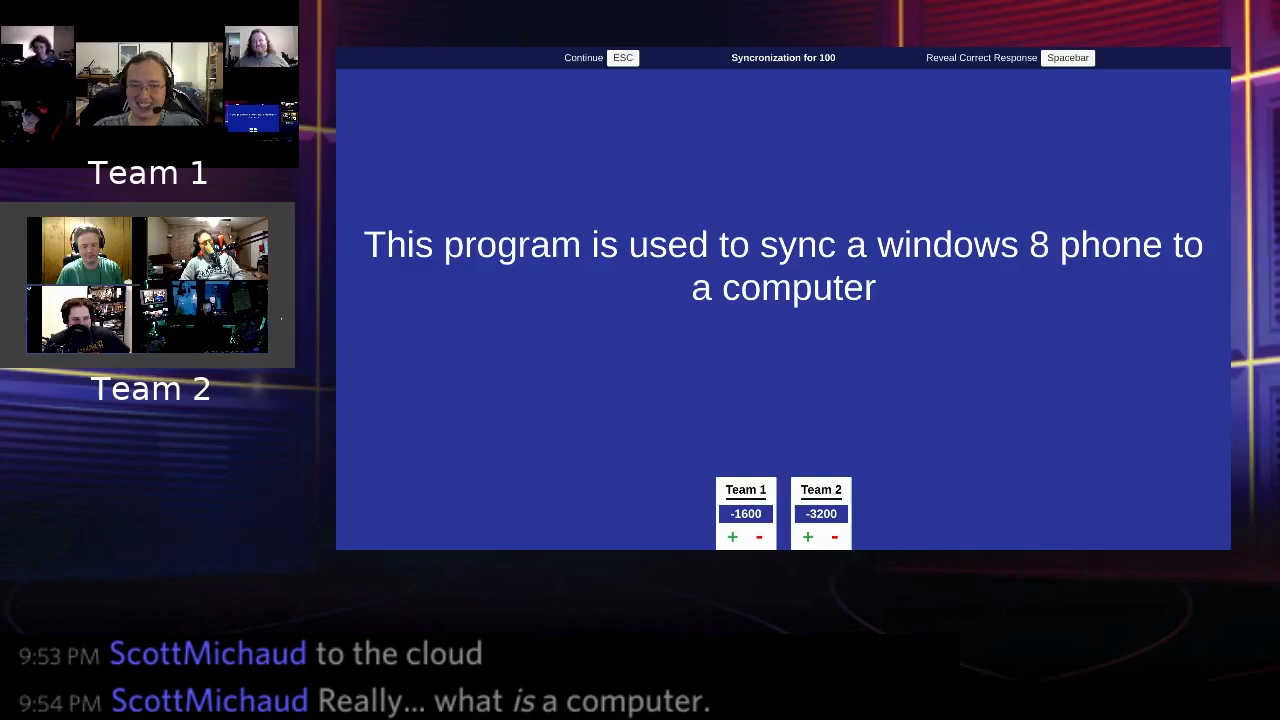 Continue ESC
Syncronization for 100
Reveal Correct Response Spacebar
Team 1
Team 2
This program is used to sync a windows 8 phone to
a computer
Team 1 Team 2
-1600 -3200
+ - + -
9:53 PM ScottMichaud to the cloud
9:54 PM ScottMichaud Really... what is a computer.